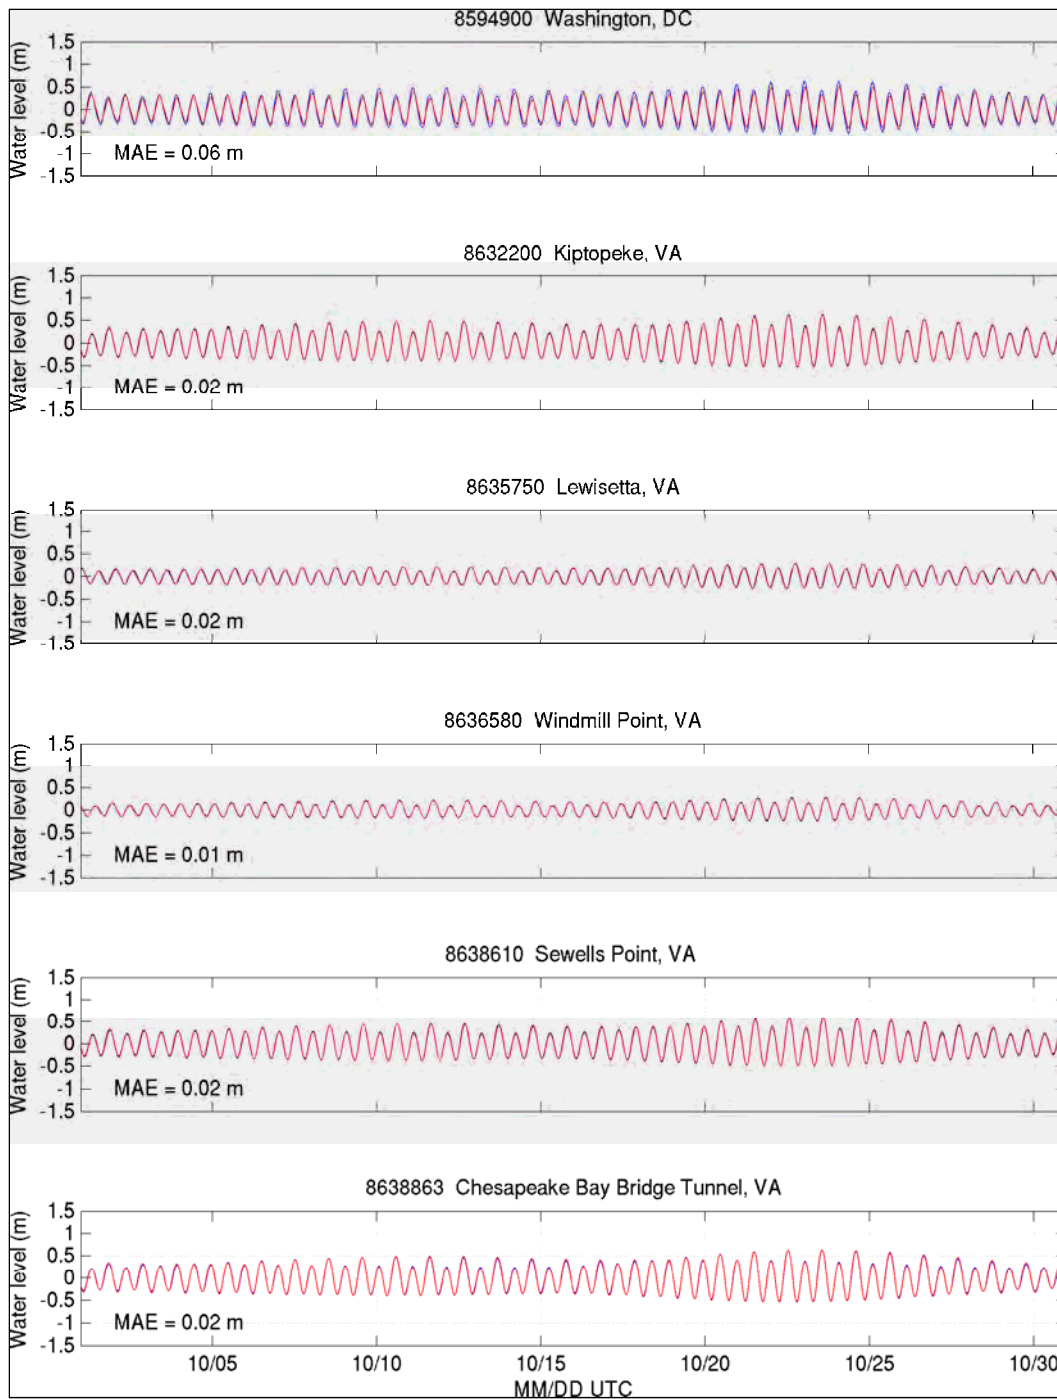 8594900 Washington, DC
Water level (m)
1.5
1
0.5
0
-0.5
-1
-1.5
MAE = 0.06 m
8632200 Kiptopeke, VA
Water level (m)
1.5
1
0.5
0
-0.5
-1
-1.5
MAE = 0.02 m
8635750 Lewisetta, VA
Water level (m)
1.5
1
0.5
0
-0.5
-1
-1.5
MAE = 0.02 m
8636580 Windmill Point, VA
Water level (m)
1.5
1
0.5
0
-0.5
-1
-1.5
MAE = 0.01 m
8638610 Sewells Point, VA
Water level (m)
1.5
1
0.5
0
-0.5
-1
-1.5
MAE = 0.02 m
8638863 Chesapeake Bay Bridge Tunnel, VA
Water level (m)
1.5
1
0.5
0
-0.5
-1
-1.5
MAE = 0.02 m
10/05 10/10 10/15 10/20 10/25 10/30
MM/DD UTC